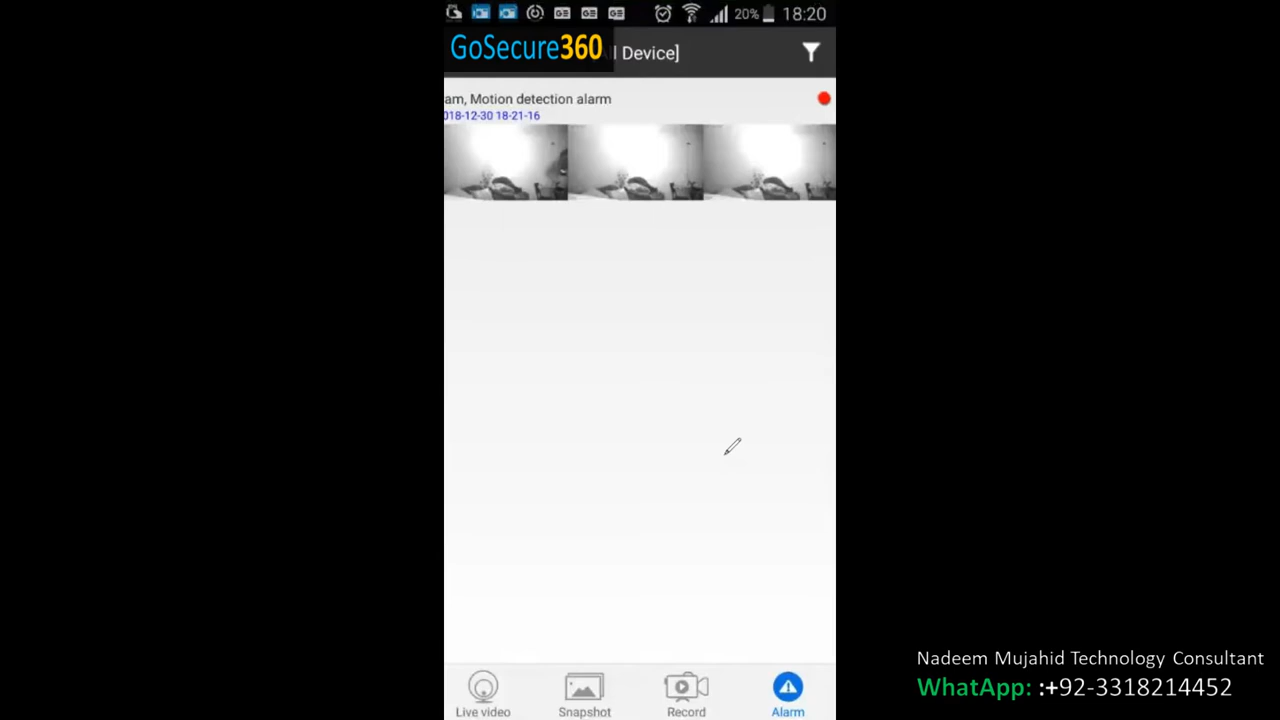 20% 18:20
GoSecure360 l Device]
am, Motion detection alarm
018-12-30 18-21-16
Live video Snapshot Record Alarm
Nadeem Mujahid Technology Consultant
WhatsApp: :+92-3318214452